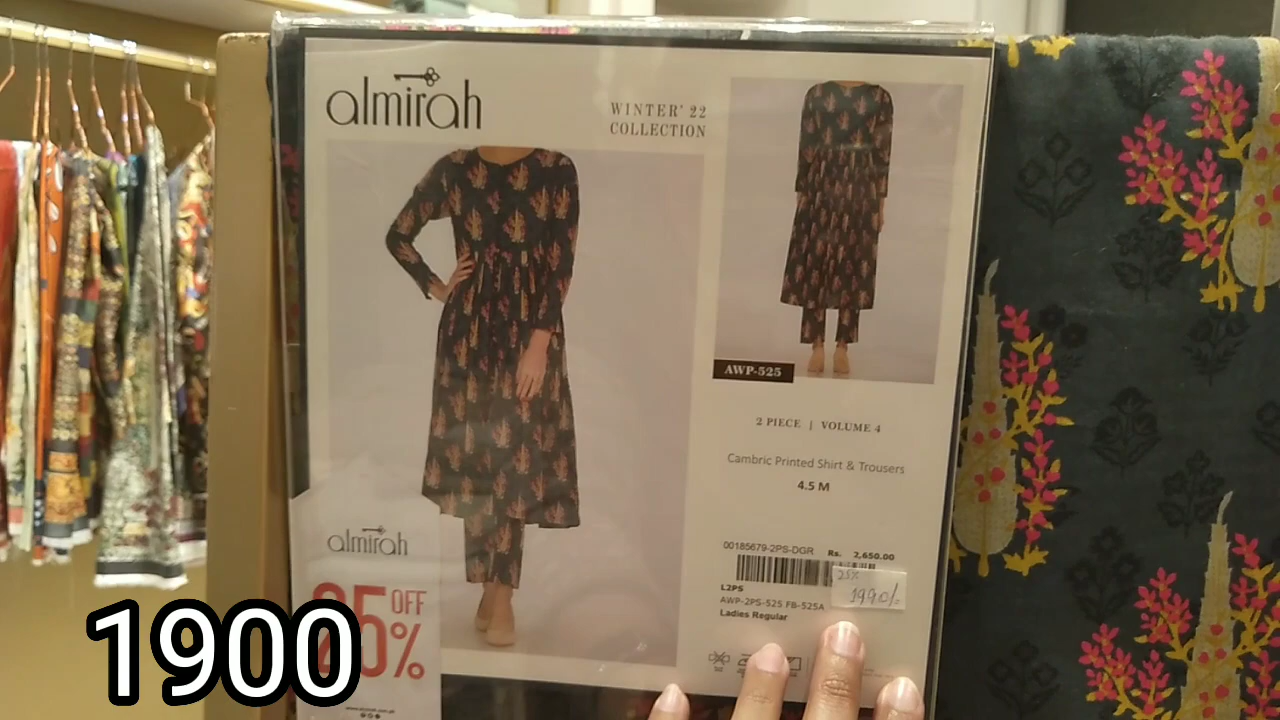 almirah
WINTER' 22
COLLECTION
AWP-525
2 PIECE | VOLUME 4
Cambric Printed Shirt & Trousers
4.5 M
00185679-2PS-DGR Rs. 2,650.00
25%
1990/-
L2PS
AWP-2PS-525 FB-525A
Ladies Regular
almirah
OFF
%
1900